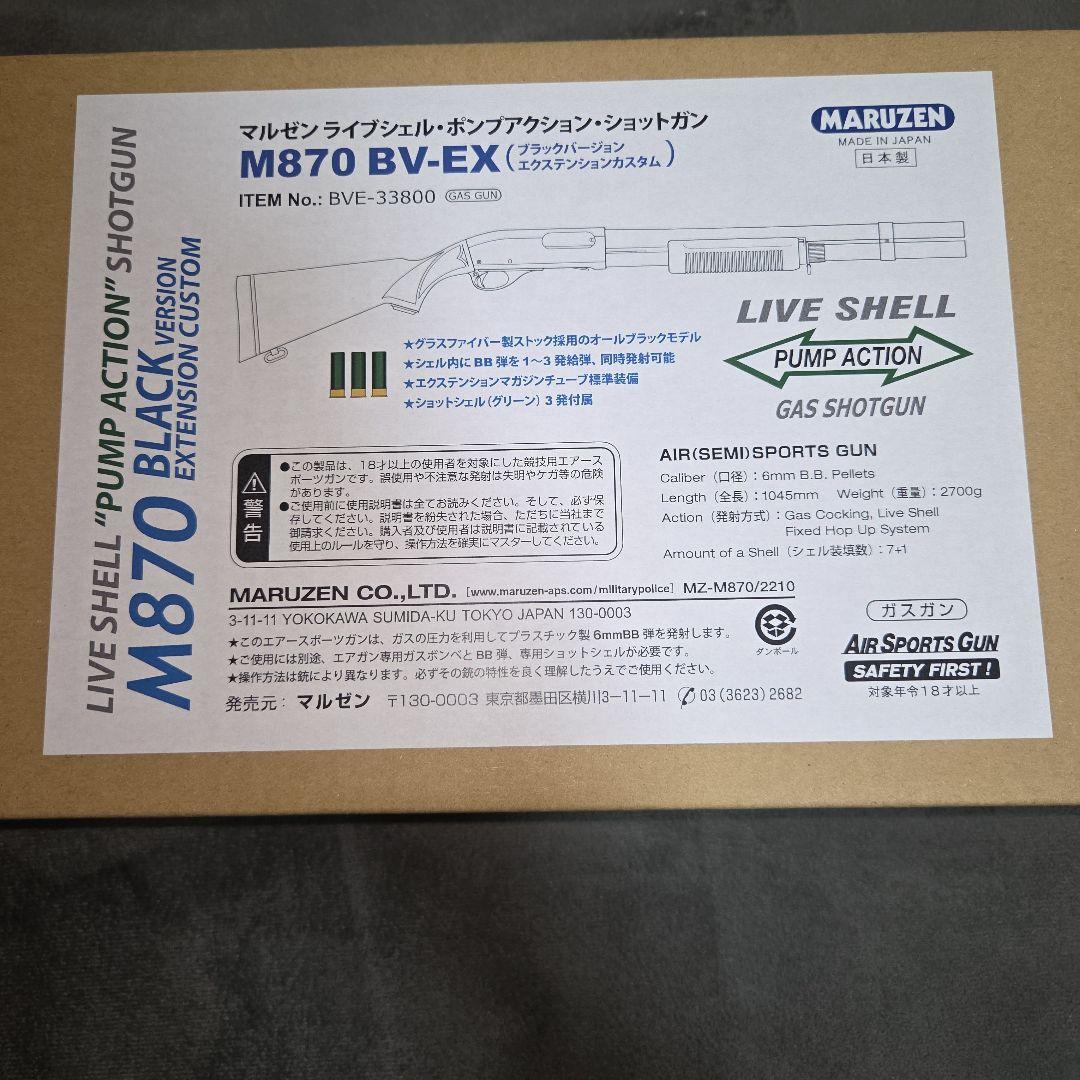 LIVE SHELL "PUMP ACTION" SHOTGUN
M870 BLACK VERSION
EXTENSION CUSTOM
マルゼン ライブシェル・ポンプアクション・ショットガン
M870 BV-EX(ブラックバージョン
エクステンションカスタム)
ITEM No.: BVE-33800 GAS GUN
MARUZEN
MADE IN JAPAN
日本製
★グラスファイバー製ストック採用のオールブラックモデル
★シェル内にBB弾を1〜3発給弾、同時発射可能
★エクステンションマガジンチューブ標準装備
★ショットシェル(グリーン)3発付属
LIVE SHELL
PUMP ACTION
GAS SHOTGUN
警告
●この製品は、18才以上の使用者を対象にした競技用エアース
ポーツガンです。誤使用や不注意な発射は失明やケガ等の危険
があります。
●ご使用前に使用説明書は全てお読みください。そして、必ず保
存してください。説明書を紛失された場合、ただちに当社まで
御請求ください。購入者及び使用者は説明書に記載されている
使用上のルールを守り、操作方法を確実にマスターしてください。
AIR(SEMI)SPORTS GUN
Caliber(口径):6mm B.B. Pellets
Length(全長):1045mm Weight(重量):2700g
Action(発射方式):Gas Cocking, Live Shell
Fixed Hop Up System
Amount of a Shell(シェル装填数):7+1
MARUZEN CO.,LTD. [www.maruzen-aps.com/militarypolice] MZ-M870/2210
3-11-11 YOKOKAWA SUMIDA-KU TOKYO JAPAN 130-0003
★このエアースポーツガンは、ガスの圧力を利用してプラスチック製6mmBB弾を発射します。
★ご使用には別途、エアガン専用ガスボンベとBB弾、専用ショットシェルが必要です。
★操作方法は銃により異なります。必ずその銃の特性を良く理解したうえでご使用ください。
発売元:マルゼン 〒130-0003 東京都墨田区横川3-11-11 03(3623)2682
ダンボール
ガスガン
AIR SPORTS GUN
SAFETY FIRST!
対象年令18才以上